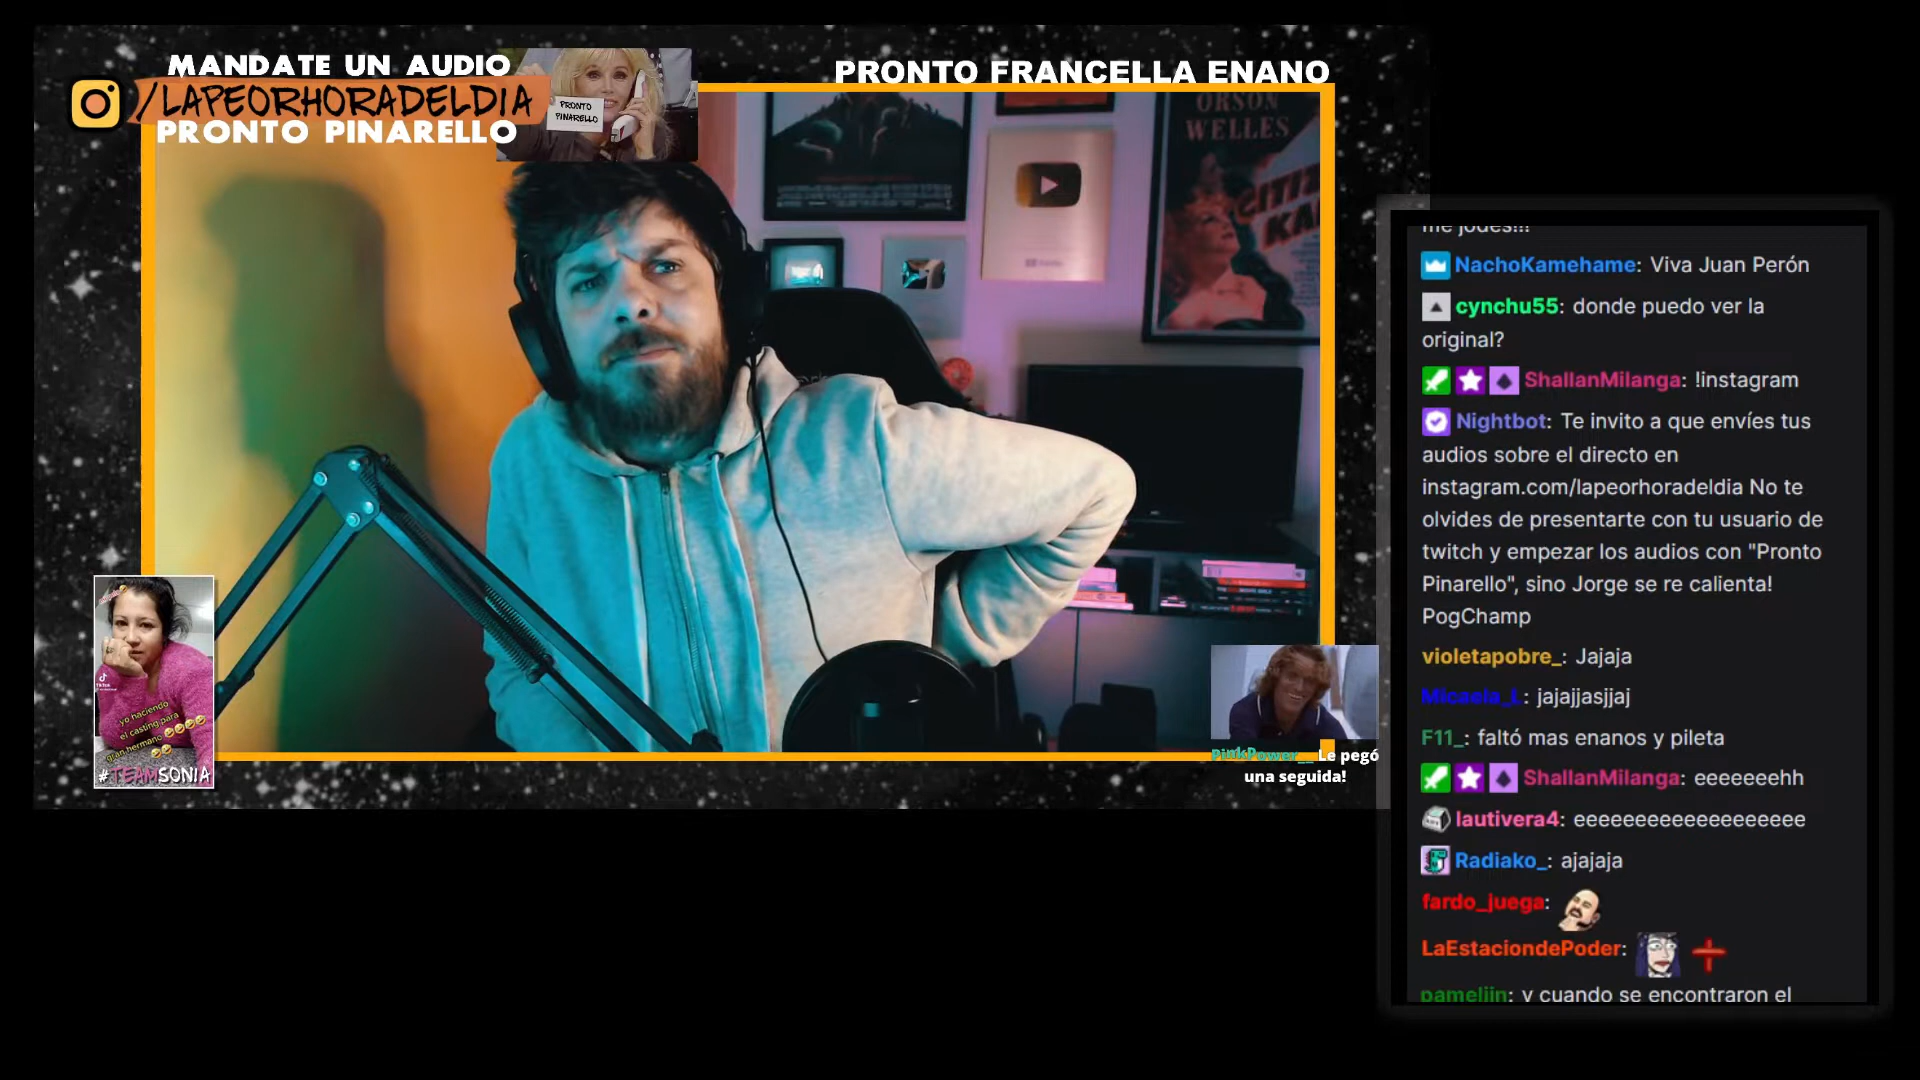 MANDATE UN AUDIO
/LAPEORHORADELDIA
PRONTO PINARELLO
PRONTO
PINARELLO
PRONTO FRANCELLA ENANO
ORSON
WELLES
yo haciendo
el casting para
gran hermano
#TEAMSONIA
PinkPower__ Le pegó
una seguida!
me jodes!!!
NachoKamehame: Viva Juan Perón
cynchu55: donde puedo ver la
original?
ShallanMilanga: !instagram
Nightbot: Te invito a que envíes tus
audios sobre el directo en
instagram.com/lapeorhoradeldia No te
olvides de presentarte con tu usuario de
twitch y empezar los audios con "Pronto
Pinarello", sino Jorge se re calienta!
PogChamp
violetapobre_: Jajaja
Micaela_L: jajajjasjjaj
F11_: faltó mas enanos y pileta
ShallanMilanga: eeeeeeehh
lautivera4: eeeeeeeeeeeeeeeeeee
Radiako_: ajajaja
fardo_juega:
LaEstaciondePoder:
pameliin: y cuando se encontraron el